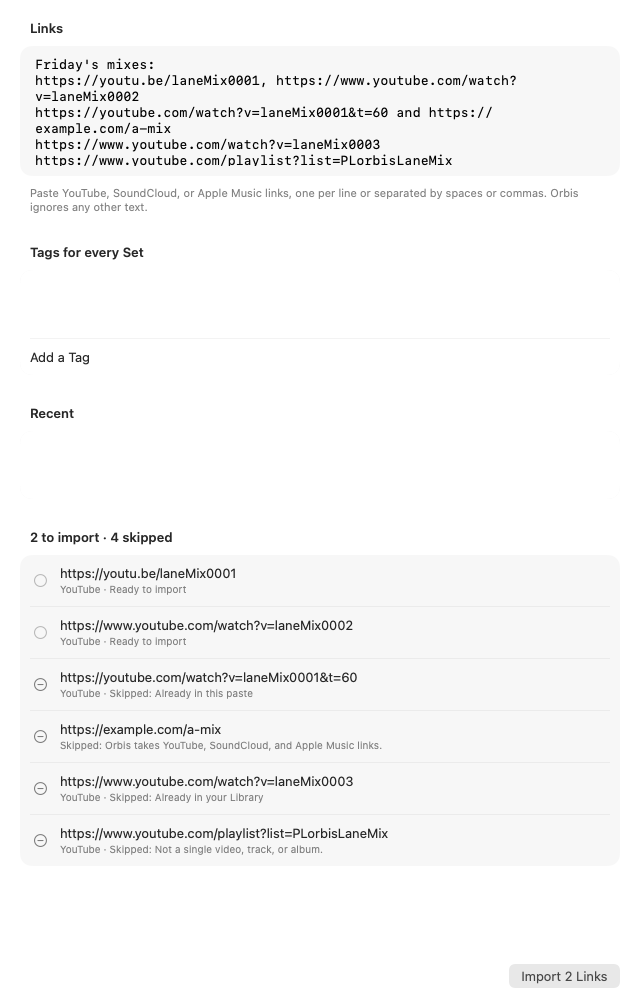 Links
Friday's mixes:
https://youtu.be/laneMix0001, https://www.youtube.com/watch?
v=laneMix0002
https://youtube.com/watch?v=laneMix0001&t=60 and https://
example.com/a-mix
https://www.youtube.com/watch?v=laneMix0003
https://www.youtube.com/playlist?list=PLorbisLaneMix
Paste YouTube, SoundCloud, or Apple Music links, one per line or separated by spaces or commas. Orbis
ignores any other text.
Tags for every Set
Add a Tag
Recent
2 to import · 4 skipped
https://youtu.be/laneMix0001
YouTube · Ready to import
https://www.youtube.com/watch?v=laneMix0002
YouTube · Ready to import
https://youtube.com/watch?v=laneMix0001&t=60
YouTube · Skipped: Already in this paste
https://example.com/a-mix
Skipped: Orbis takes YouTube, SoundCloud, and Apple Music links.
https://www.youtube.com/watch?v=laneMix0003
YouTube · Skipped: Already in your Library
https://www.youtube.com/playlist?list=PLorbisLaneMix
YouTube · Skipped: Not a single video, track, or album.
Import 2 Links